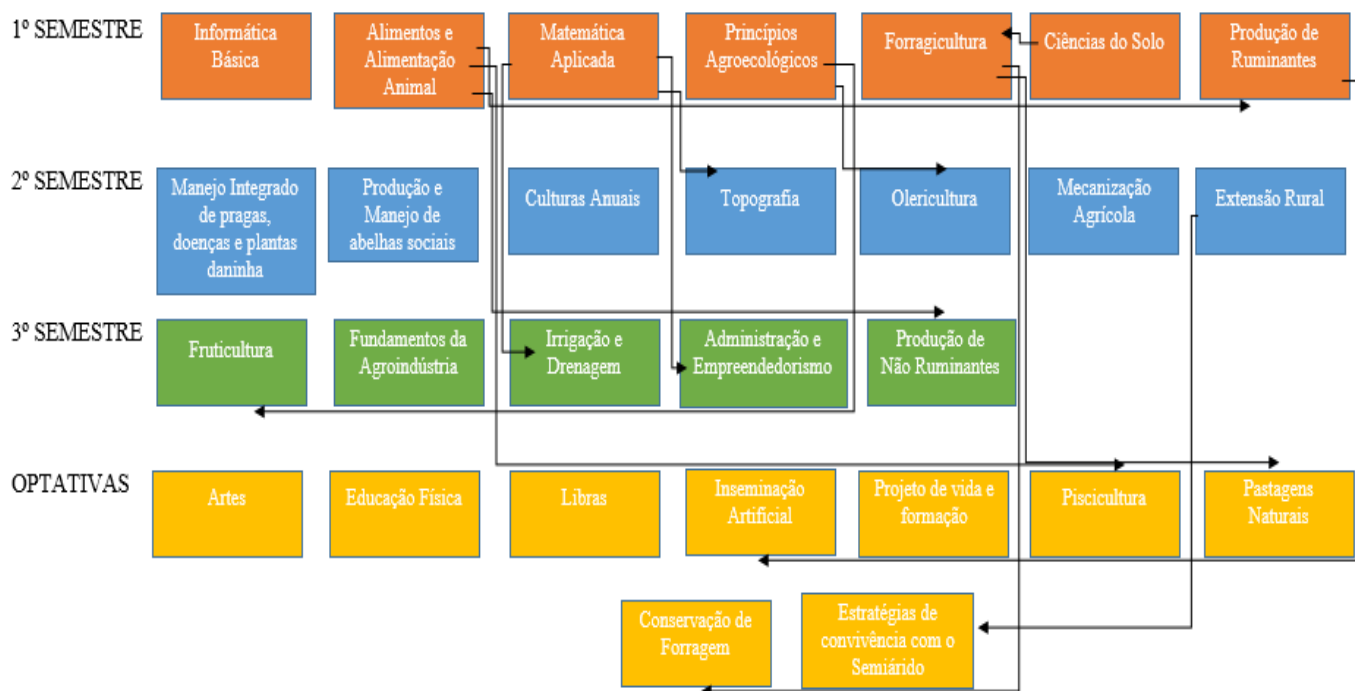 1º SEMESTRE
Informática
Básica
Alimentos e
Alimentação
Animal
Matemática
Aplicada
Princípios
Agroecológicos
Forragicultura
Ciências do Solo
Produção de
Ruminantes
2º SEMESTRE
Manejo Integrado
de pragas,
doenças e plantas
daninha
Produção e
Manejo de
abelhas sociais
Culturas Anuais
Topografia
Olericultura
Mecanização
Agrícola
Extensão Rural
3º SEMESTRE
Fruticultura
Fundamentos da
Agroindústria
Irrigação e
Drenagem
Administração e
Empreendedorismo
Produção de
Não Ruminantes
OPTATIVAS
Artes
Educação Física
Libras
Inseminação
Artificial
Projeto de vida e
formação
Piscicultura
Pastagens
Naturais
Conservação de
Forragem
Estratégias de
convivência com o
Semiárido